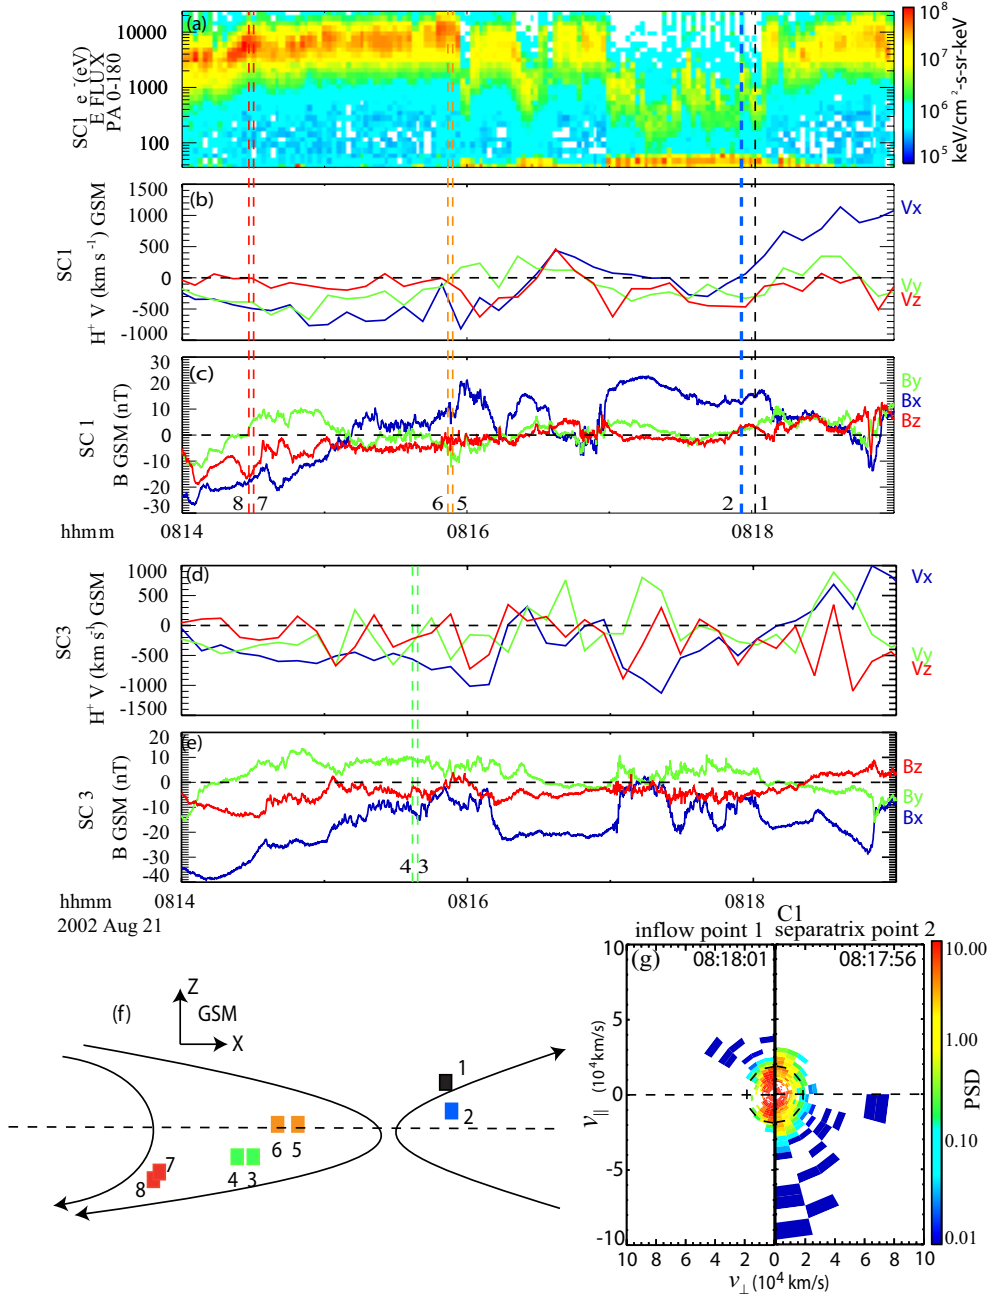 (a)
SC1 e⁻(eV)
E FLUX
PA 0-180
10000
1000
100
10⁸
10⁷
10⁶
10⁵
keV/cm²-s-sr-keV
(b)
SC1
H⁺ V (km s⁻¹) GSM
1500
1000
500
0
-500
-1000
Vx
Vy
Vz
(c)
SC 1
B GSM (nT)
30
20
10
0
-10
-20
-30
By
Bx
Bz
8 7 6 5 2 1
hhmm 0814 0816 0818
(d)
SC3
H⁺ V (km s⁻¹) GSM
1000
500
0
-500
-1000
-1500
Vx
Vy
Vz
e)
SC 3
B GSM (nT)
20
10
0
-10
-20
-30
-40
Bz
By
Bx
4 3
hhmm 0814 0816 0818
2002 Aug 21
(f)
Z
GSM
X
1
2
6 5
4 3
7
8
C1
inflow point 1 separatrix point 2
(g) 08:18:01 08:17:56
10
5
0
-5
-10
v∥ (10⁴ km/s)
10 8 6 4 2 0 2 4 6 8 10
v⊥ (10⁴ km/s)
10.00
1.00
0.10
0.01
PSD